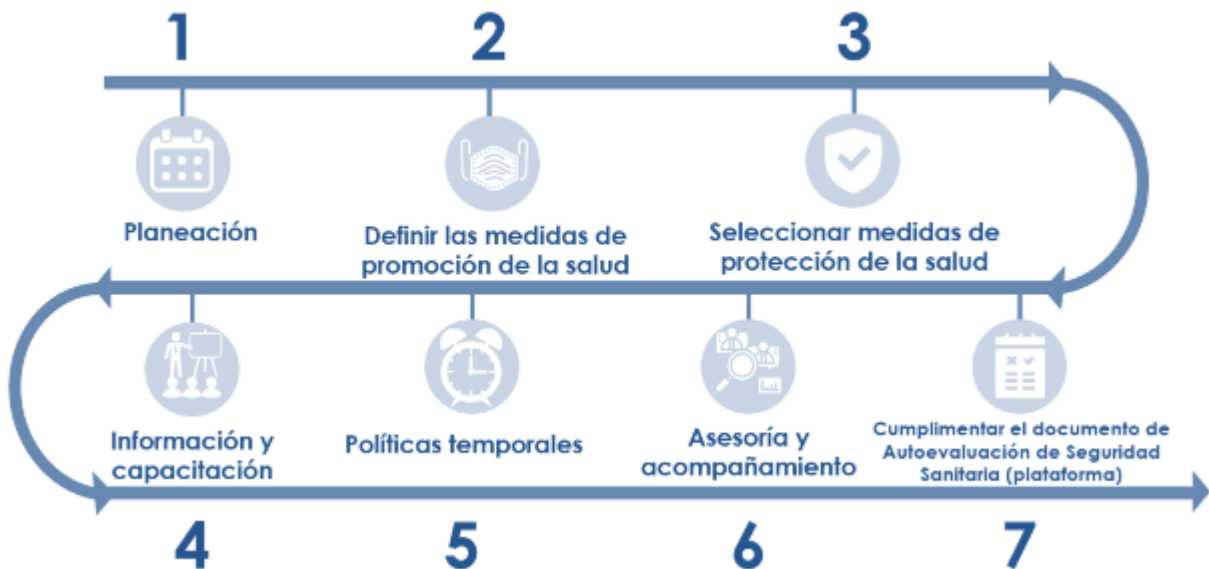 1
2
3
Planeación
Definir las medidas de
promoción de la salud
Seleccionar medidas de
protección de la salud
Información y
capacitación
Políticas temporales
Asesoría y
acompañamiento
Cumplimentar el documento de
Autoevaluación de Seguridad
Sanitaria (plataforma)
4
5
6
7